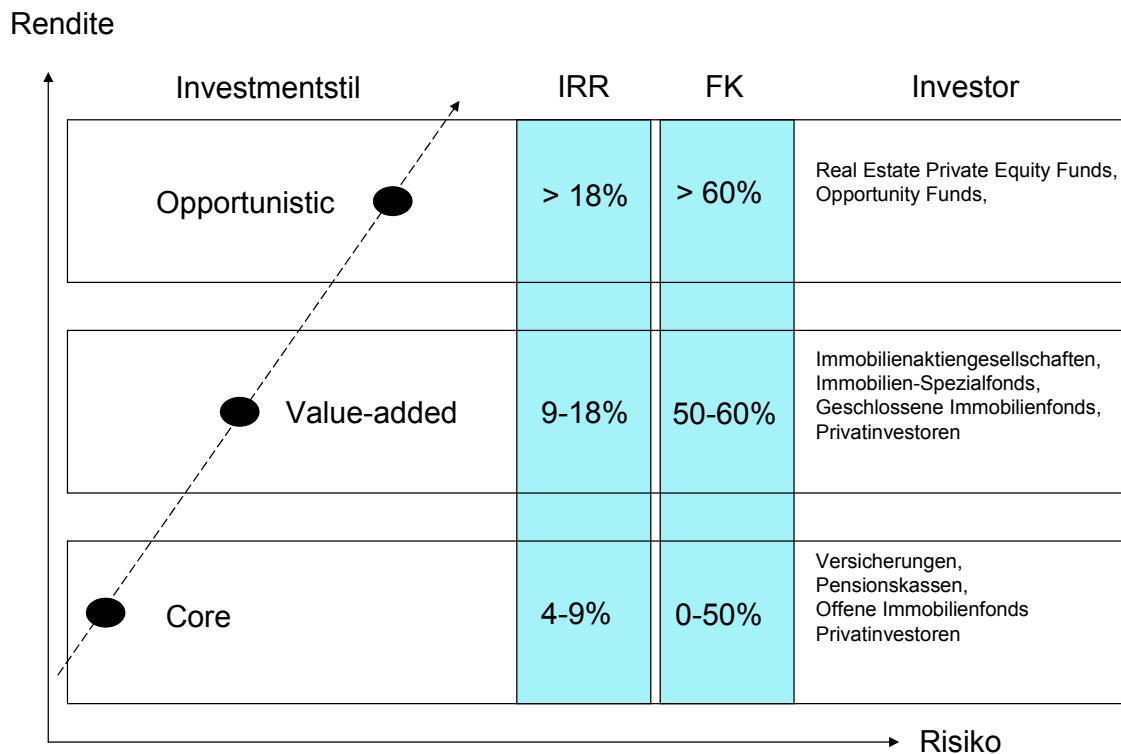 Rendite
Investmentstil
IRR
FK
Investor
Opportunistic
> 18%
> 60%
Real Estate Private Equity Funds,
Opportunity Funds,
Value-added
9-18%
50-60%
Immobilienaktiengesellschaften,
Immobilien-Spezialfonds,
Geschlossene Immobilienfonds,
Privatinvestoren
Core
4-9%
0-50%
Versicherungen,
Pensionskassen,
Offene Immobilienfonds
Privatinvestoren
Risiko